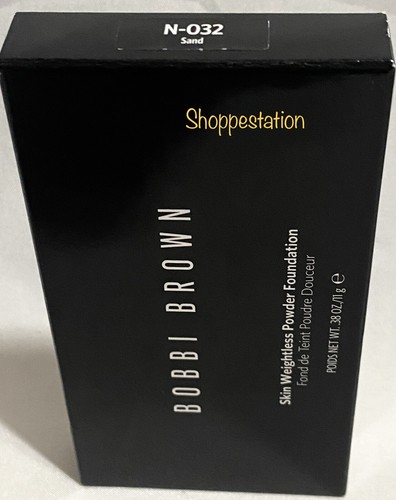 N-032
Sand
Shoppestation
BOBBI BROWN
Skin Weightless Powder Foundation
Fond de Teint Poudre Douceur
POIDS NET WT. .38 OZ/11 g ℮